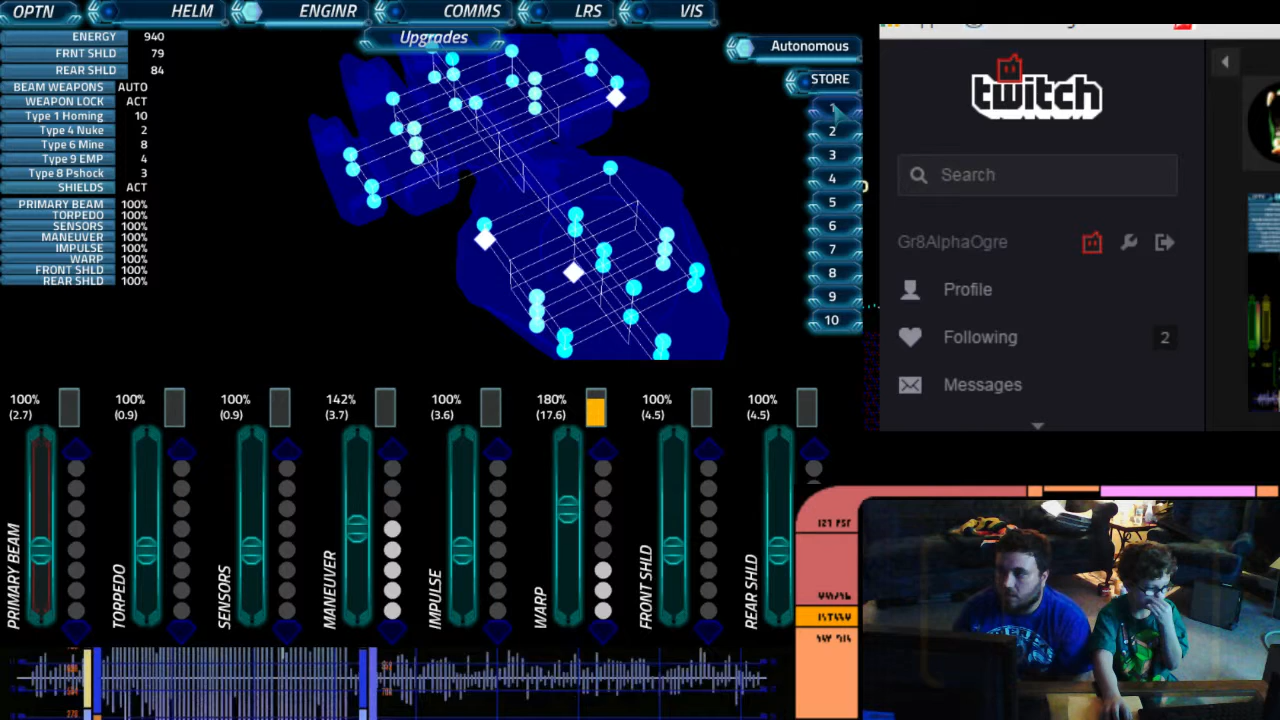 OPTN HELM ENGINR COMMS LRS VIS
Upgrades
Autonomous
STORE
1
2
3
4
5
6
7
8
9
10
ENERGY 940
FRNT SHLD 79
REAR SHLD 84
BEAM WEAPONS AUTO
WEAPON LOCK ACT
Type 1 Homing 10
Type 4 Nuke 2
Type 6 Mine 8
Type 9 EMP 4
Type 8 Pshock 3
SHIELDS ACT
PRIMARY BEAM 100%
TORPEDO 100%
SENSORS 100%
MANEUVER 100%
IMPULSE 100%
WARP 100%
FRONT SHLD 100%
REAR SHLD 100%
twitch
Search
Gr8AlphaOgre
Profile
Following 2
Messages
100% 100% 100% 142% 100% 180% 100% 100%
(2.7) (0.9) (0.9) (3.7) (3.6) (17.6) (4.5) (4.5)
PRIMARY BEAM
TORPEDO
SENSORS
MANEUVER
IMPULSE
WARP
FRONT SHLD
REAR SHLD